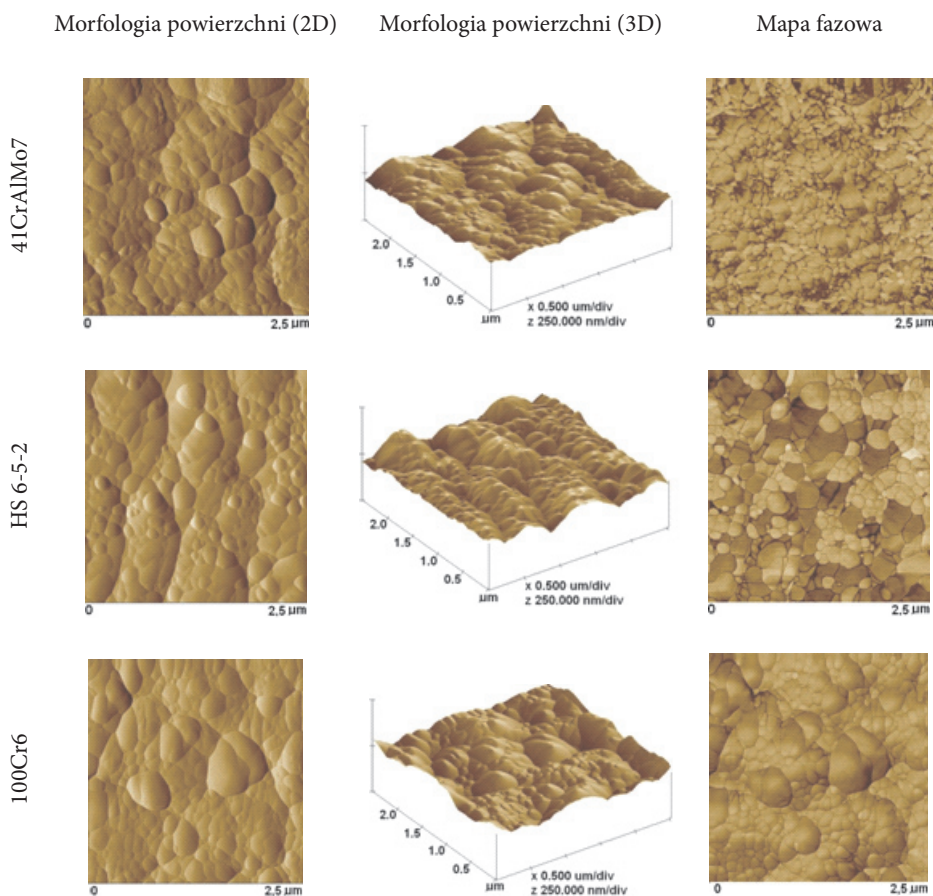 Morfologia powierzchni (2D) Morfologia powierzchni (3D) Mapa fazowa
41CrAlMo7
2.0
1.5
1.0
0.5
µm
x 0.500 um/div
z 250.000 nm/div
0 2,5 µm
0 2.5 µm
HS 6-5-2
2.0
1.5
1.0
0.5
µm
x 0.500 um/div
z 250.000 nm/div
0 2,5 µm
0 2.5 µm
100Cr6
2.0
1.5
1.0
0.5
µm
x 0.500 um/div
z 250.000 nm/div
0 2,5 µm
0 2,5 µm